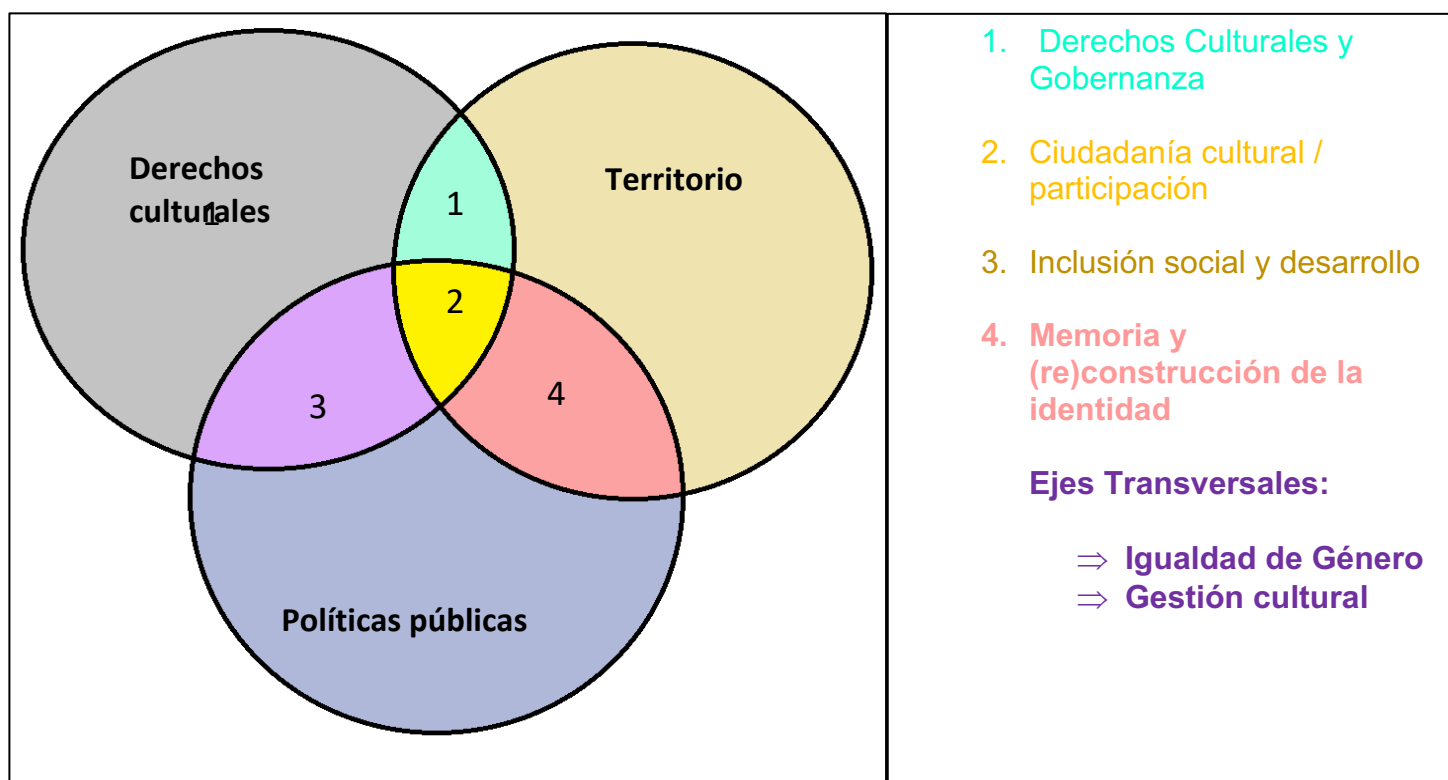 Derechos
culturales
1
Territorio
1
2
3
4
Políticas públicas
1. Derechos Culturales y
Gobernanza
2. Ciudadanía cultural /
participación
3. Inclusión social y desarrollo
4. Memoria y
(re)construcción de la
identidad
Ejes Transversales:
⇒ Igualdad de Género
⇒ Gestión cultural